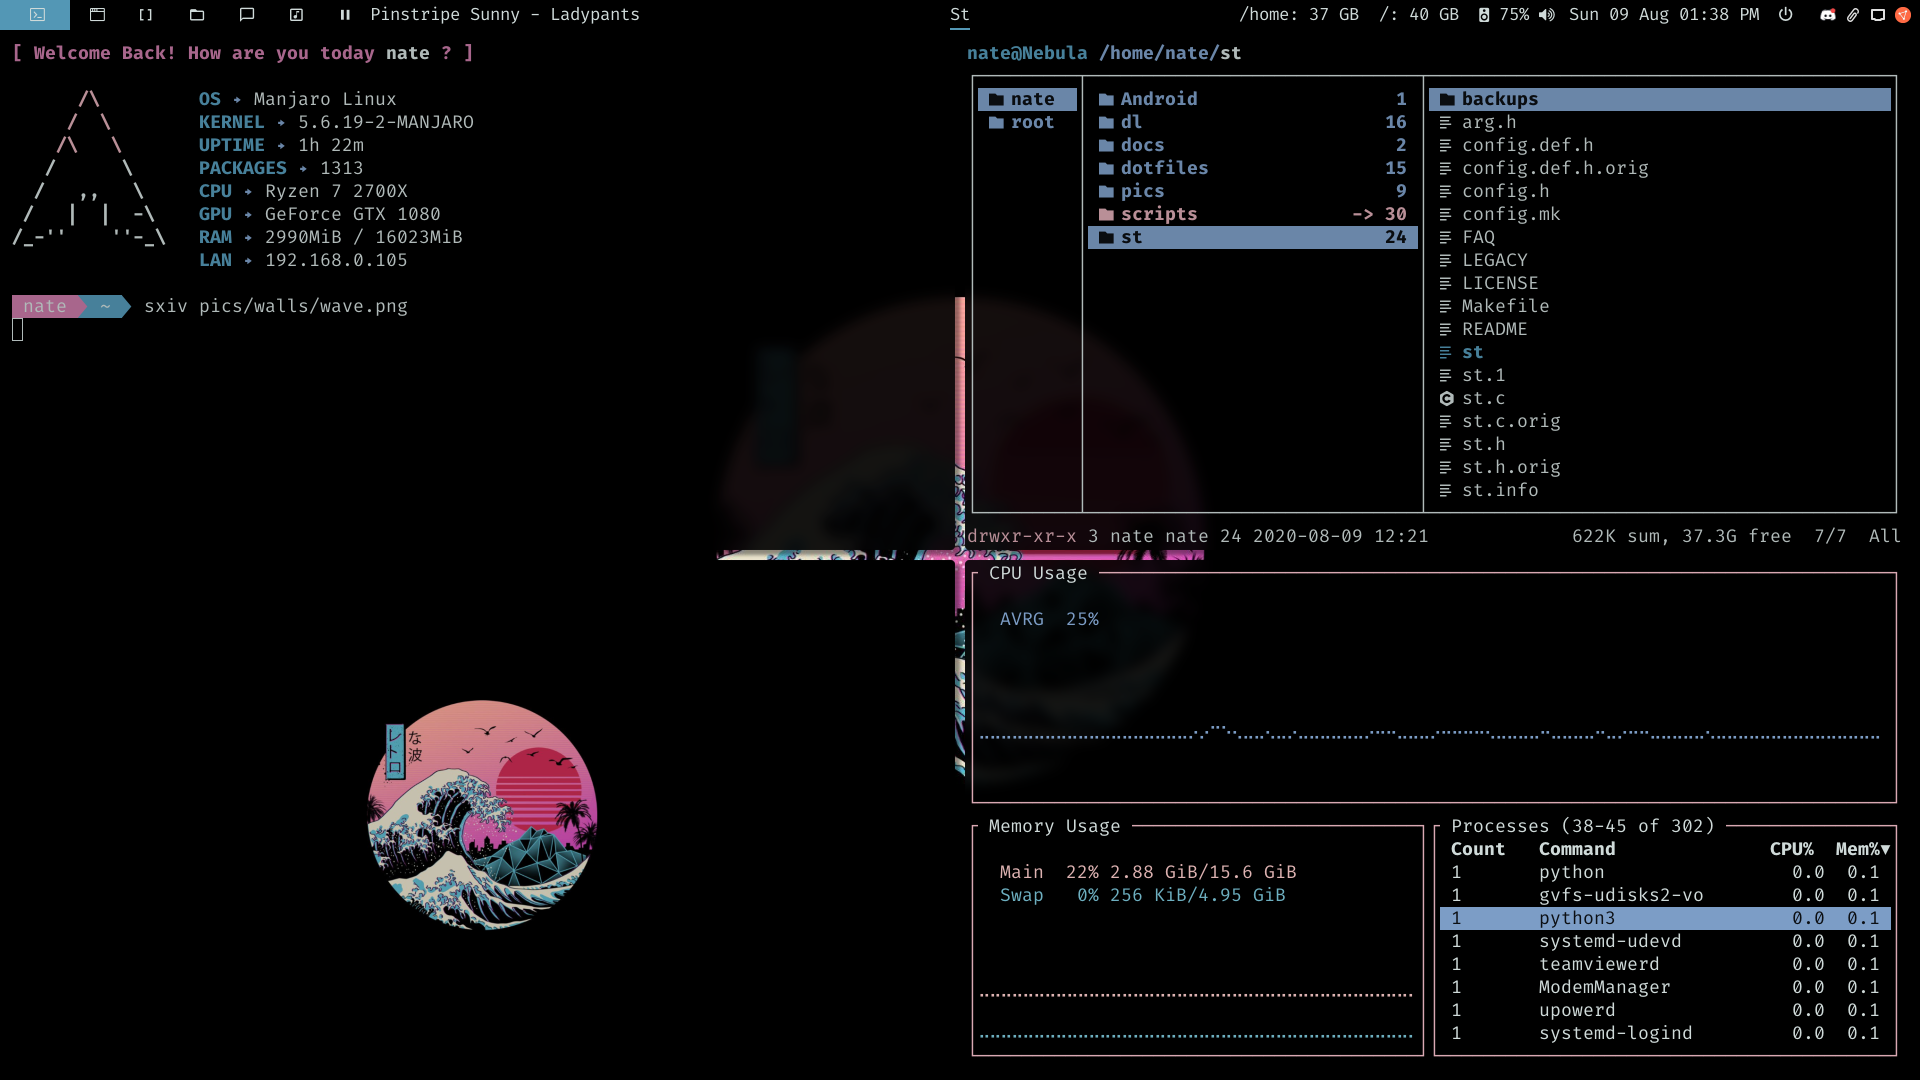 Pinstripe Sunny - Ladypants
St
/home: 37 GB /: 40 GB 75% Sun 09 Aug 01:38 PM
[ Welcome Back! How are you today nate ? ]
OS → Manjaro Linux
KERNEL → 5.6.19-2-MANJARO
UPTIME → 1h 22m
PACKAGES → 1313
CPU → Ryzen 7 2700X
GPU → GeForce GTX 1080
RAM → 2990MiB / 16023MiB
LAN → 192.168.0.105
nate ~ sxiv pics/walls/wave.png
nate@Nebula /home/nate/st
nate
root
Android 1
dl 16
docs 2
dotfiles 15
pics 9
scripts -> 30
st 24
backups
arg.h
config.def.h
config.def.h.orig
config.h
config.mk
FAQ
LEGACY
LICENSE
Makefile
README
st
st.1
st.c
st.c.orig
st.h
st.h.orig
st.info
drwxr-xr-x 3 nate nate 24 2020-08-09 12:21 622K sum, 37.3G free 7/7 All
レトロ
な波
CPU Usage
AVRG 25%
Memory Usage
Main 22% 2.88 GiB/15.6 GiB
Swap 0% 256 KiB/4.95 GiB
Processes (38-45 of 302)
Count Command CPU% Mem%▼
1 python 0.0 0.1
1 gvfs-udisks2-vo 0.0 0.1
1 python3 0.0 0.1
1 systemd-udevd 0.0 0.1
1 teamviewerd 0.0 0.1
1 ModemManager 0.0 0.1
1 upowerd 0.0 0.1
1 systemd-logind 0.0 0.1